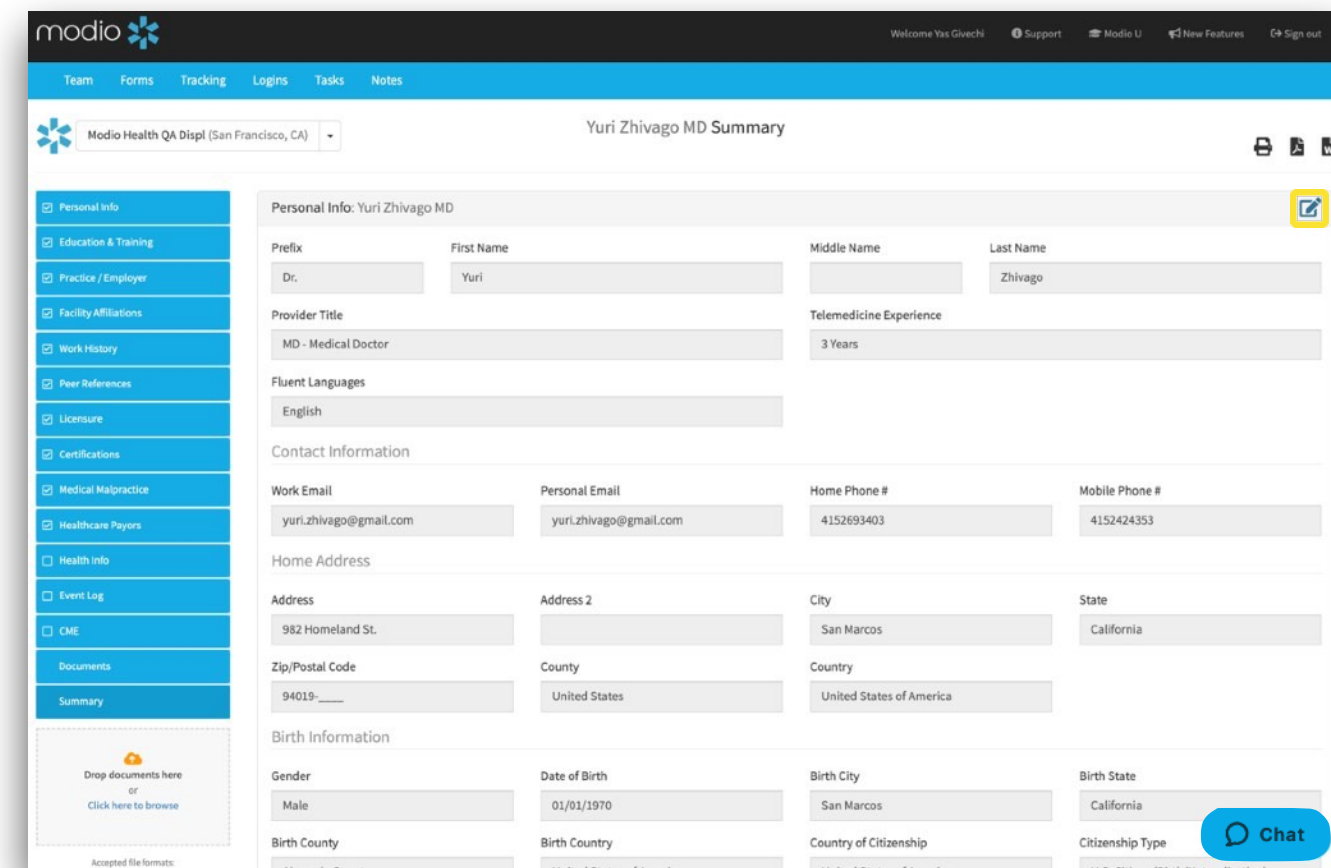 modio
Welcome Yas Givechi Support Modio U New Features Sign out
Team Forms Tracking Logins Tasks Notes
Modio Health QA Displ (San Francisco, CA)
Yuri Zhivago MD Summary
Personal Info
Education & Training
Practice / Employer
Facility Affiliations
Work History
Peer References
Licensure
Certifications
Medical Malpractice
Healthcare Payors
Health Info
Event Log
CME
Documents
Summary
Drop documents here
or
Click here to browse
Accepted file formats:
Personal Info: Yuri Zhivago MD
Prefix First Name Middle Name Last Name
Dr. Yuri Zhivago
Provider Title Telemedicine Experience
MD - Medical Doctor 3 Years
Fluent Languages
English
Contact Information
Work Email Personal Email Home Phone # Mobile Phone #
yuri.zhivago@gmail.com yuri.zhivago@gmail.com 4152693403 4152424353
Home Address
Address Address 2 City State
982 Homeland St. San Marcos California
Zip/Postal Code County Country
94019-____ United States United States of America
Birth Information
Gender Date of Birth Birth City Birth State
Male 01/01/1970 San Marcos California
Birth County Birth Country Country of Citizenship Citizenship Type
Chat